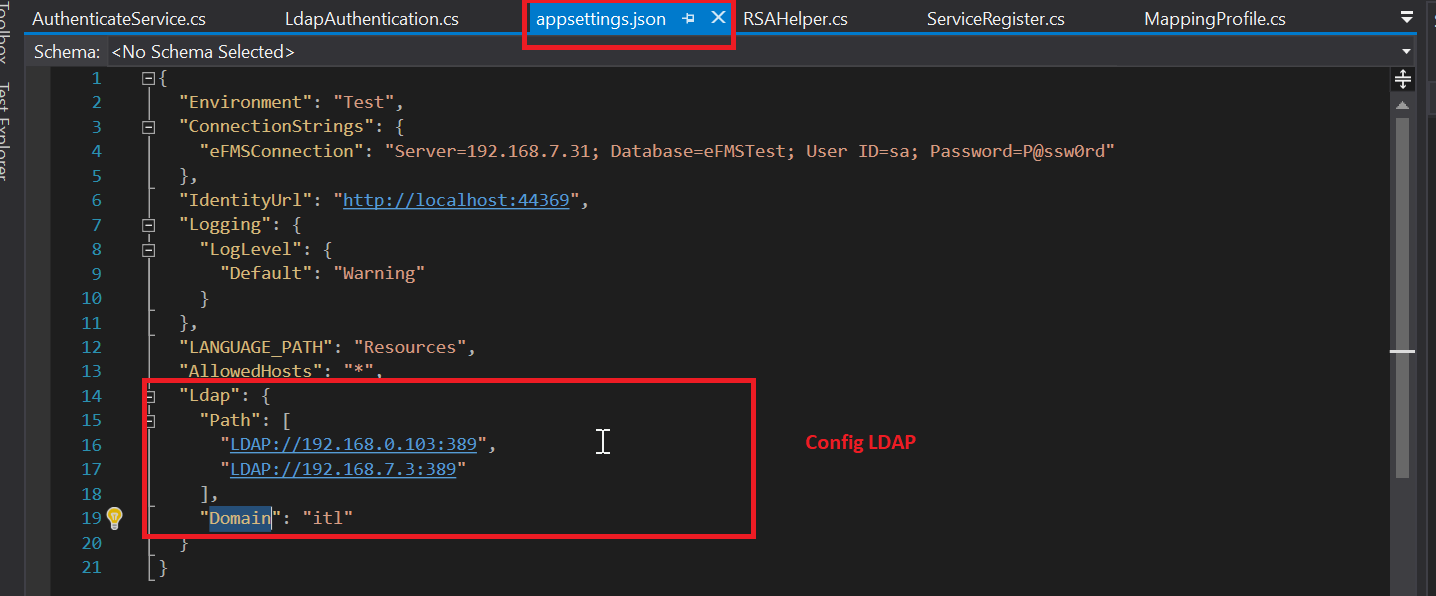 Toolbox
Test Explorer
AuthenticateService.cs LdapAuthentication.cs appsettings.json RSAHelper.cs ServiceRegister.cs MappingProfile.cs
Schema: <No Schema Selected>
1 {
2 "Environment": "Test",
3 "ConnectionStrings": {
4 "eFMSConnection": "Server=192.168.7.31; Database=eFMSTest; User ID=sa; Password=P@ssw0rd"
5 },
6 "IdentityUrl": "http://localhost:44369",
7 "Logging": {
8 "LogLevel": {
9 "Default": "Warning"
10 }
11 },
12 "LANGUAGE_PATH": "Resources",
13 "AllowedHosts": "*",
14 "Ldap": {
15 "Path": [
16 "LDAP://192.168.0.103:389",
17 "LDAP://192.168.7.3:389"
18 ],
19 "Domain": "itl"
20 }
21 }
Config LDAP